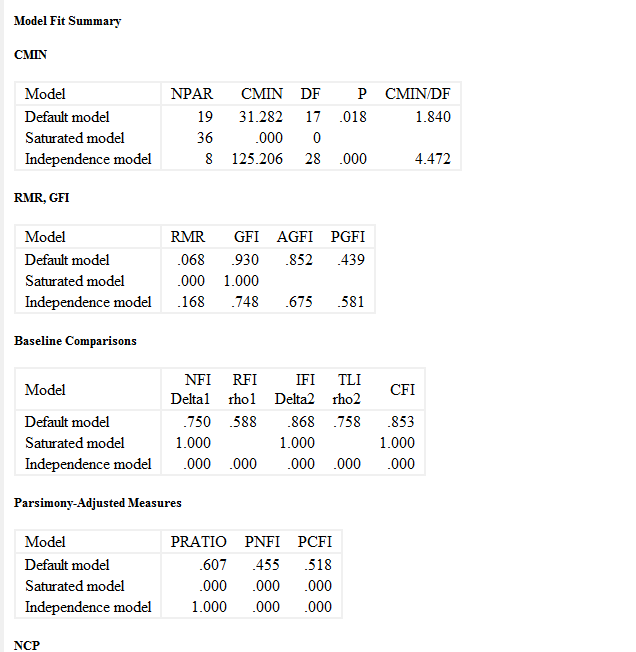 Model Fit Summary
CMIN
Model NPAR CMIN DF P CMIN/DF
Default model 19 31.282 17 .018 1.840
Saturated model 36 .000 0
Independence model 8 125.206 28 .000 4.472
RMR, GFI
Model RMR GFI AGFI PGFI
Default model .068 .930 .852 .439
Saturated model .000 1.000
Independence model .168 .748 .675 .581
Baseline Comparisons
Model NFI Delta1 RFI rho1 IFI Delta2 TLI rho2 CFI
Default model .750 .588 .868 .758 .853
Saturated model 1.000 1.000 1.000
Independence model .000 .000 .000 .000 .000
Parsimony-Adjusted Measures
Model PRATIO PNFI PCFI
Default model .607 .455 .518
Saturated model .000 .000 .000
Independence model 1.000 .000 .000
NCP